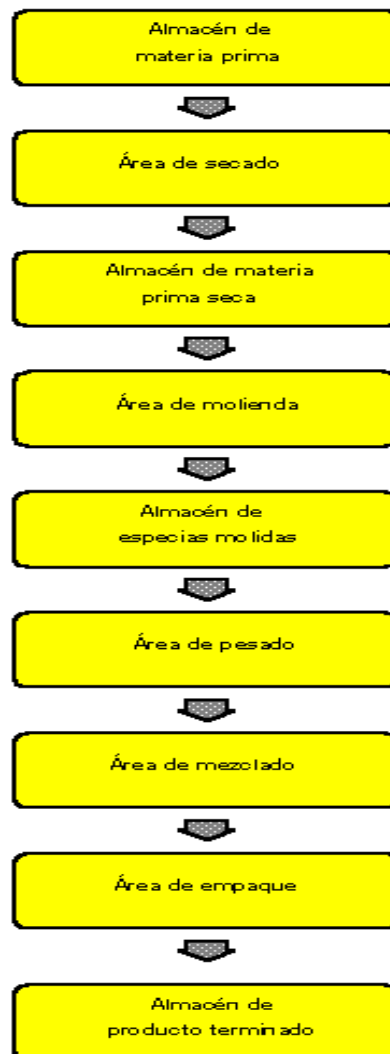 Almacén de
materia prima
Área de secado
Almacén de materia
prima seca
Área de molienda
Almacén de
especias molidas
Área de pesado
Área de mezclado
Área de empaque
Almacén de
producto terminado